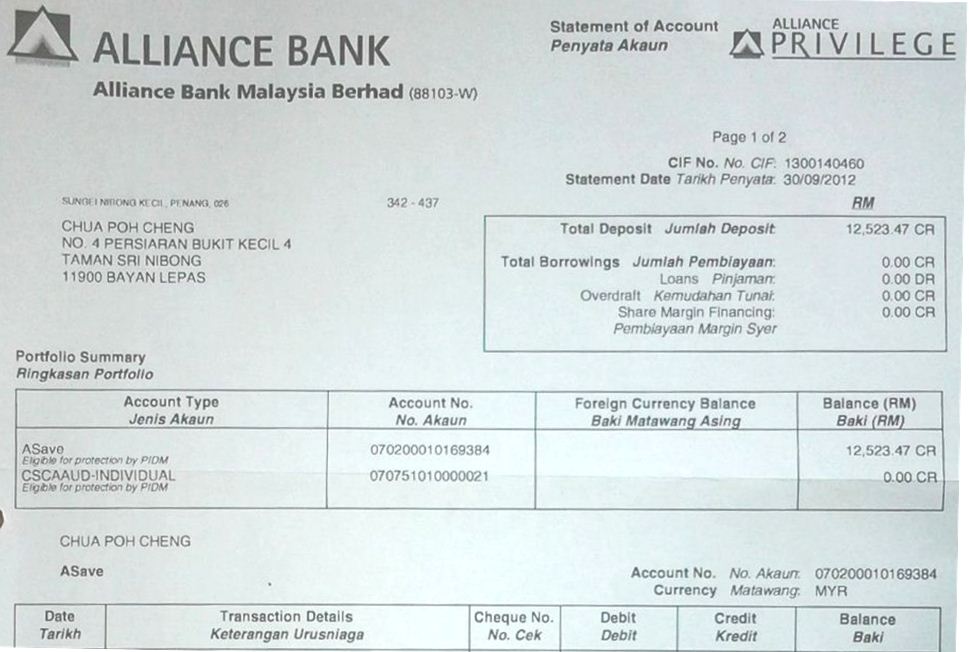 ALLIANCE BANK
Alliance Bank Malaysia Berhad (88103-W)
Statement of Account
Penyata Akaun
ALLIANCE
PRIVILEGE
Page 1 of 2
CIF No. No. CIF: 1300140460
Statement Date Tarikh Penyata: 30/09/2012
SUNGEI NIBONG KECIL, PENANG, 026 342 - 437
CHUA POH CHENG
NO. 4 PERSIARAN BUKIT KECIL 4
TAMAN SRI NIBONG
11900 BAYAN LEPAS
RM
Total Deposit Jumlah Deposit: 12,523.47 CR
Total Borrowings Jumlah Pembiayaan: 0.00 CR
Loans Pinjaman: 0.00 DR
Overdraft Kemudahan Tunai: 0.00 CR
Share Margin Financing: 0.00 CR
Pembiayaan Margin Syer
Portfolio Summary
Ringkasan Portfolio
Account Type Account No. Foreign Currency Balance Balance (RM)
Jenis Akaun No. Akaun Baki Matawang Asing Baki (RM)
ASave 070200010169384 12,523.47 CR
Eligible for protection by PIDM
CSCAAUD-INDIVIDUAL 070751010000021 0.00 CR
Eligible for protection by PIDM
CHUA POH CHENG
ASave Account No. No. Akaun: 070200010169384
Currency Matawang: MYR
Date Transaction Details Cheque No. Debit Credit Balance
Tarikh Keterangan Urusniaga No. Cek Debit Kredit Baki